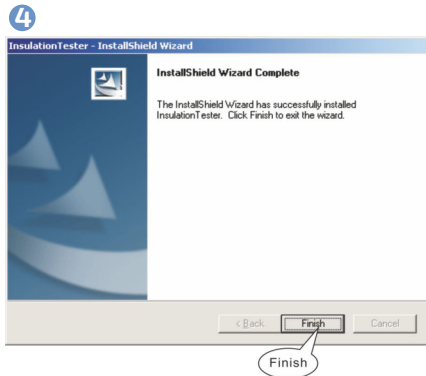 4
InsulationTester - InstallShield Wizard
InstallShield Wizard Complete
The InstallShield Wizard has successfully installed
InsulationTester. Click Finish to exit the wizard.
< Back
Finish
Cancel
Finish